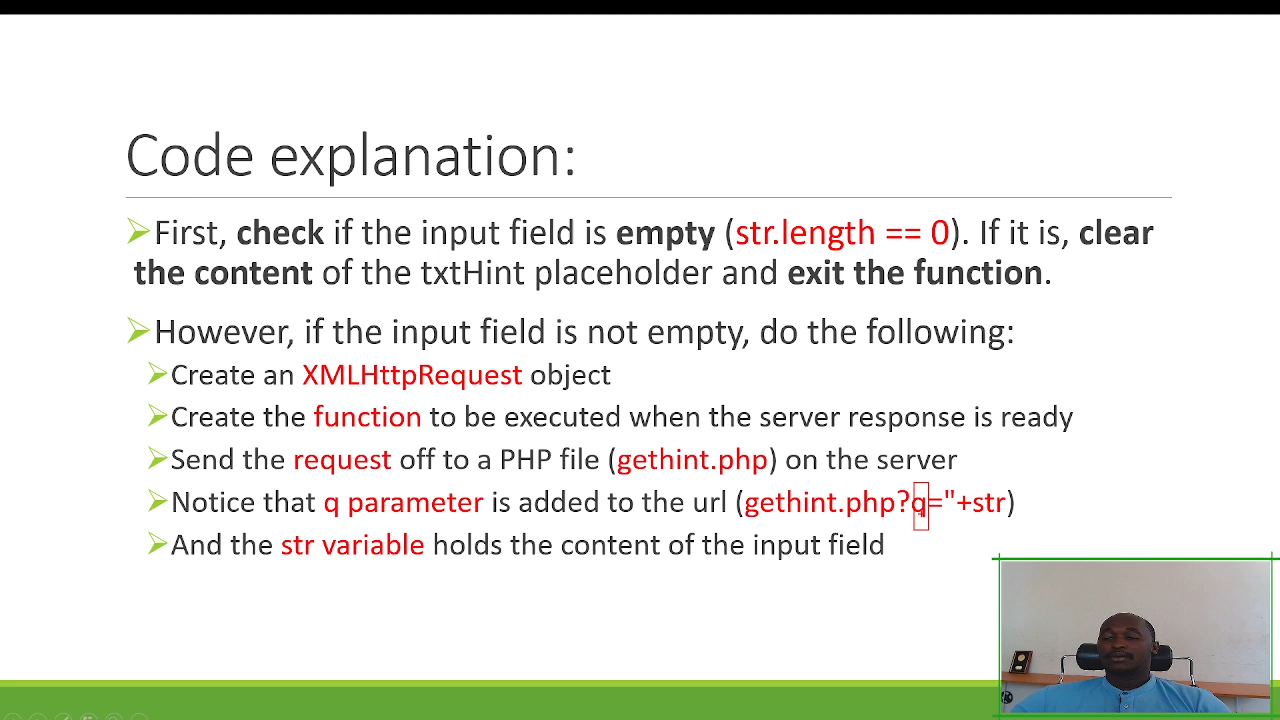 Code explanation:
First, check if the input field is empty (str.length == 0). If it is, clear
the content of the txtHint placeholder and exit the function.
However, if the input field is not empty, do the following:
Create an XMLHttpRequest object
Create the function to be executed when the server response is ready
Send the request off to a PHP file (gethint.php) on the server
Notice that q parameter is added to the url (gethint.php?q="+str)
And the str variable holds the content of the input field